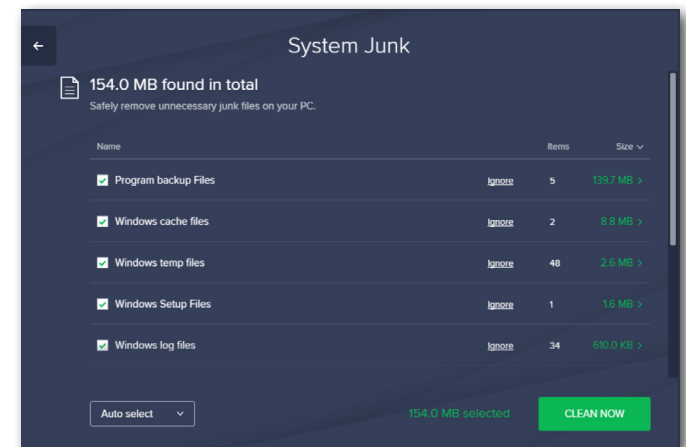 System Junk
154.0 MB found in total
Safely remove unnecessary junk files on your PC.
Name Items Size
Program backup Files Ignore 5 139.7 MB >
Windows cache files Ignore 2 8.8 MB >
Windows temp files Ignore 48 2.6 MB >
Windows Setup Files Ignore 1 1.6 MB >
Windows log files Ignore 34 610.0 KB >
Auto select 154.0 MB selected CLEAN NOW